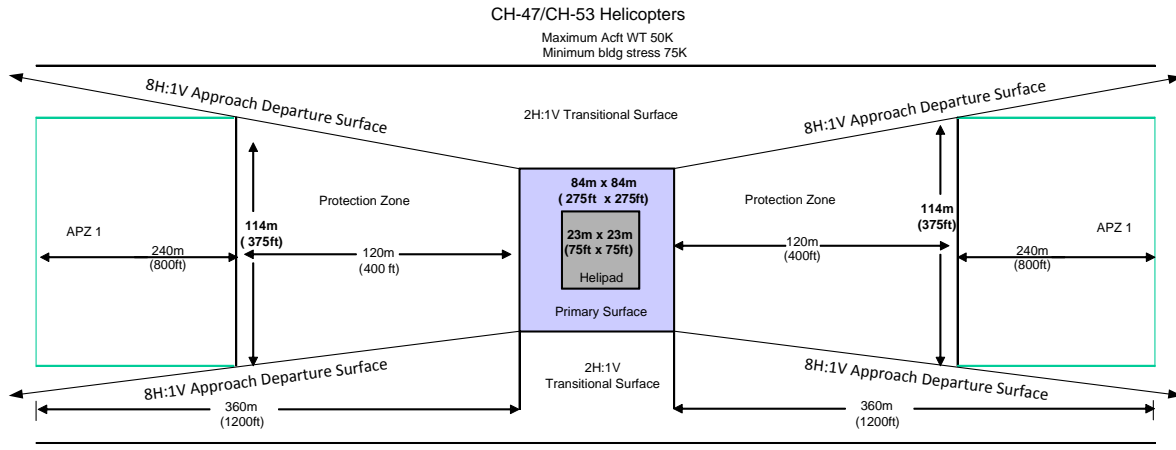 CH-47/CH-53 Helicopters
Maximum Acft WT 50K
Minimum bldg stress 75K
8H:1V Approach Departure Surface
8H:1V Approach Departure Surface
2H:1V Transitional Surface
84m x 84m
( 275ft x 275ft)
Protection Zone
Protection Zone
114m
( 375ft)
114m
(375ft)
APZ 1
APZ 1
23m x 23m
(75ft x 75ft)
Helipad
240m
(800ft)
120m
(400 ft)
120m
(400ft)
240m
(800ft)
Primary Surface
8H:1V Approach Departure Surface
8H:1V Approach Departure Surface
2H:1V
Transitional Surface
360m
(1200ft)
360m
(1200ft)